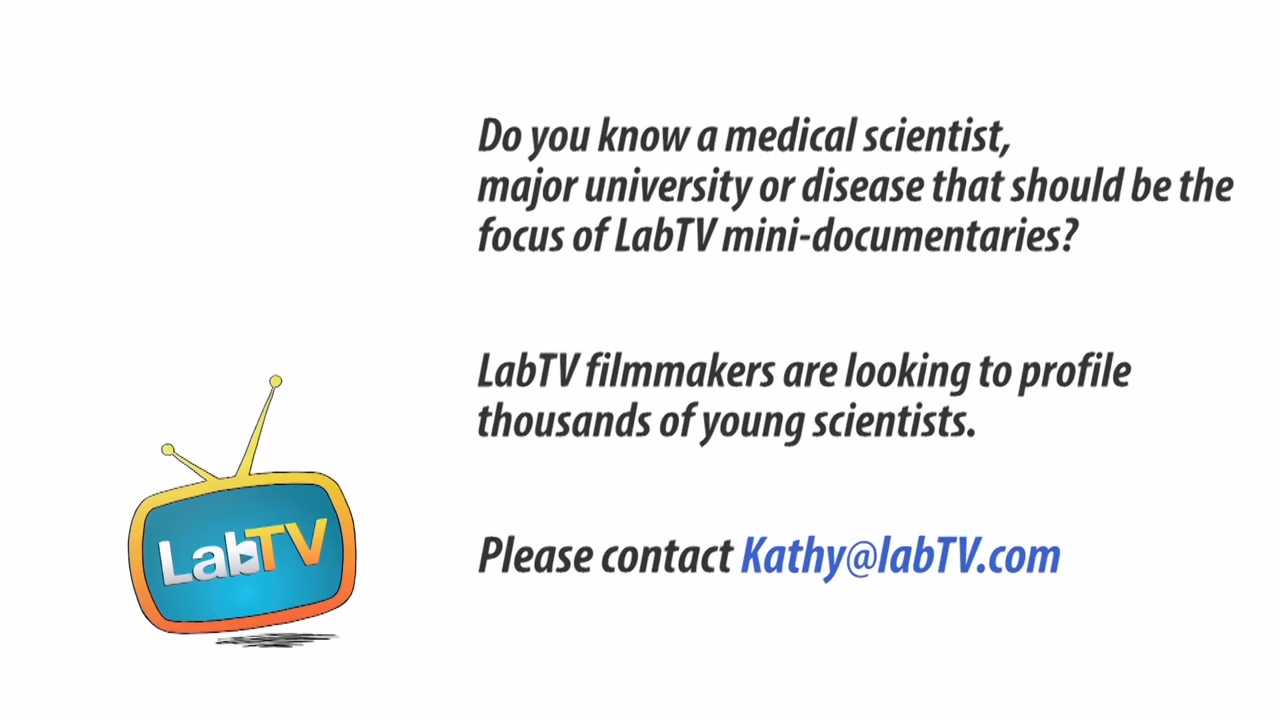 Do you know a medical scientist,
major university or disease that should be the
focus of LabTV mini-documentaries?
LabTV filmmakers are looking to profile
thousands of young scientists.
LabTV
Please contact Kathy@labTV.com